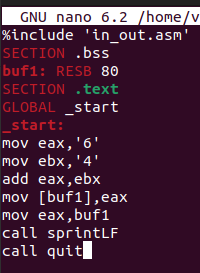 GNU nano 6.2 /home/v
%include 'in_out.asm'
SECTION .bss
buf1: RESB 80
SECTION .text
GLOBAL _start
_start:
mov eax,'6'
mov ebx,'4'
add eax,ebx
mov [buf1],eax
mov eax,buf1
call sprintLF
call quit